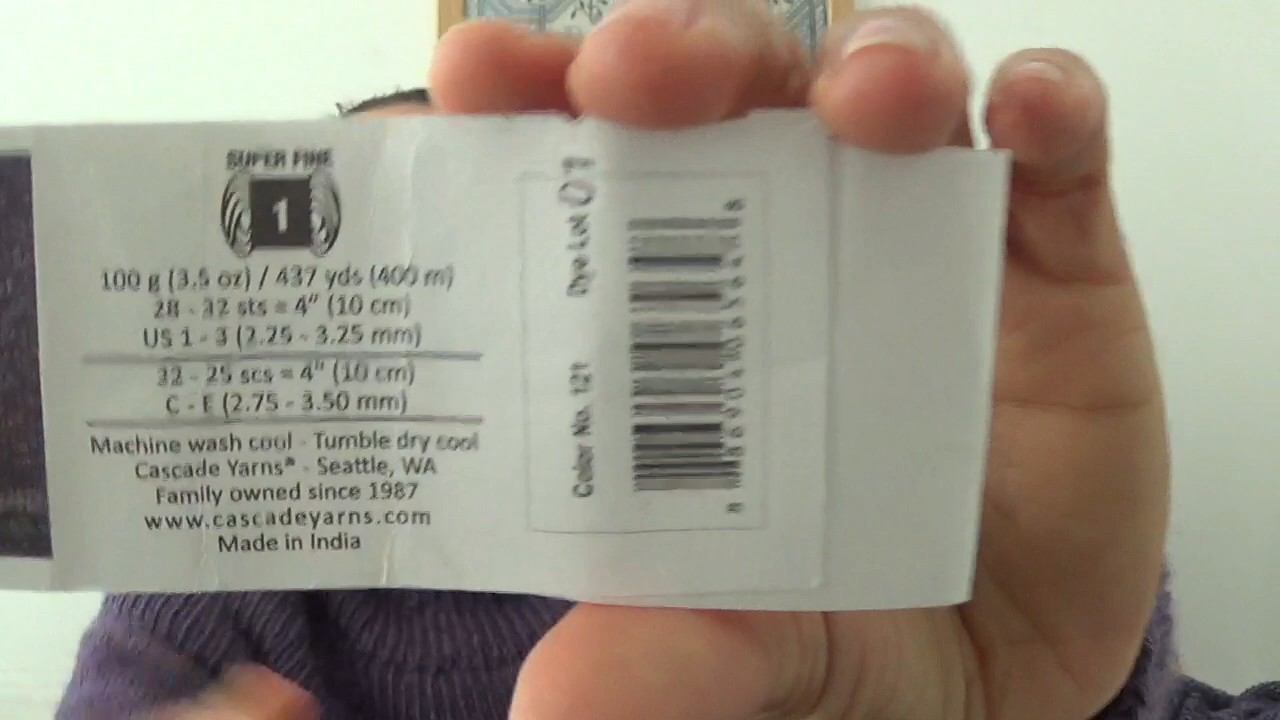 SUPER FINE
1
100 g (3.5 oz) / 437 yds (400 m)
28 - 32 sts = 4" (10 cm)
US 1 - 3 (2.25 - 3.25 mm)
32 - 25 scs = 4" (10 cm)
C - E (2.75 - 3.50 mm)
Machine wash cool - Tumble dry cool
Cascade Yarns® - Seattle, WA
Family owned since 1987
www.cascadeyarns.com
Made in India
Color No. 121
Dye Lot